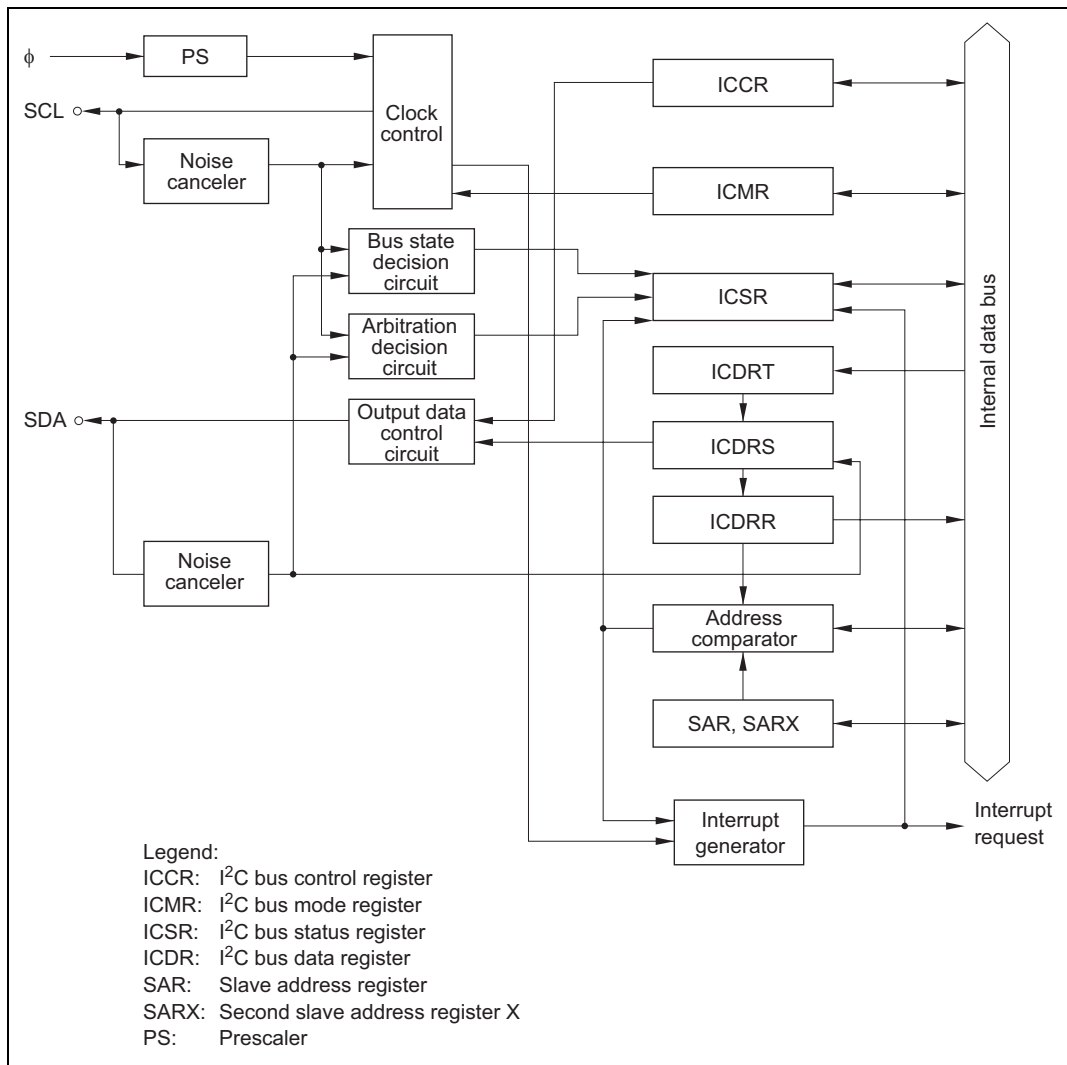 ϕ
PS
SCL
Clock
control
Noise
canceler
ICCR
ICMR
Bus state
decision
circuit
ICSR
Arbitration
decision
circuit
ICDRT
SDA
Output data
control
circuit
ICDRS
ICDRR
Noise
canceler
Address
comparator
SAR, SARX
Internal data bus
Interrupt
generator
Interrupt
request
Legend:
ICCR: I²C bus control register
ICMR: I²C bus mode register
ICSR: I²C bus status register
ICDR: I²C bus data register
SAR: Slave address register
SARX: Second slave address register X
PS: Prescaler